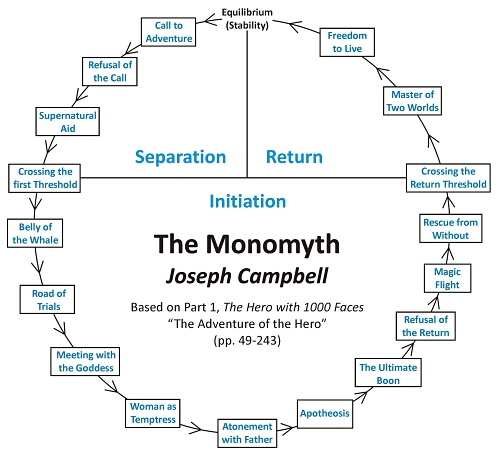 Equilibrium
(Stability)
Call to
Adventure
Refusal of
the Call
Supernatural
Aid
Crossing the
first Threshold
Belly of
the Whale
Road of
Trials
Meeting with
the Goddess
Woman as
Temptress
Atonement
with Father
Apotheosis
The Ultimate
Boon
Refusal of
the Return
Magic
Flight
Rescue from
Without
Crossing the
Return Threshold
Master of
Two Worlds
Freedom
to Live
Separation
Return
Initiation
The Monomyth
Joseph Campbell
Based on Part 1, The Hero with 1000 Faces
“The Adventure of the Hero”
(pp. 49-243)